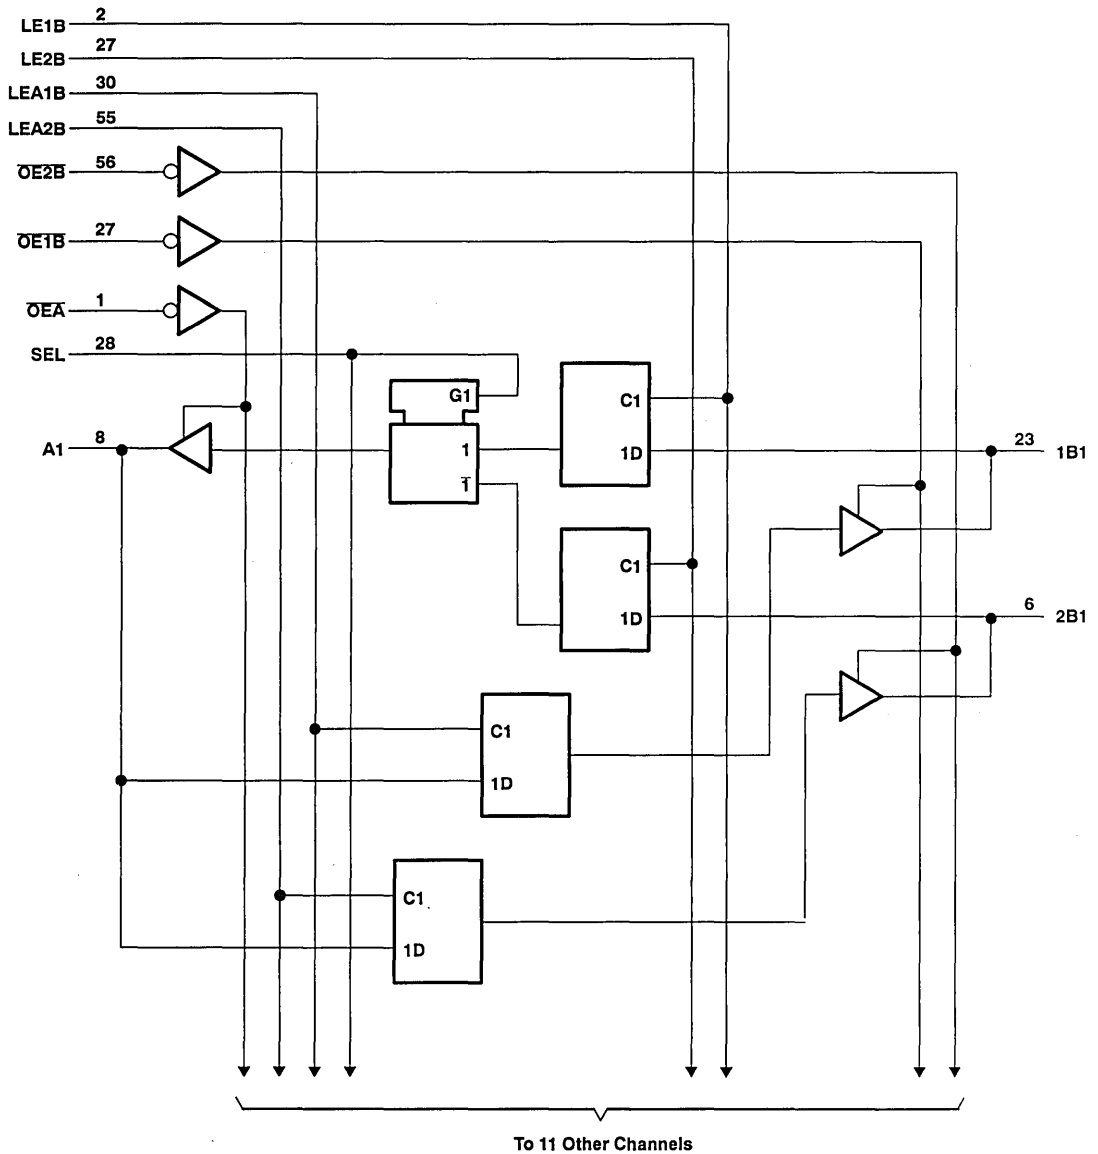 LE1B 2
LE2B 27
LEA1B 30
LEA2B 55
OE2B 56
OE1B 27
OEA 1
SEL 28
G1
C1
A1 8
1
1D
23 1B1
1
C1
1D
6 2B1
C1
1D
C1
1D
To 11 Other Channels